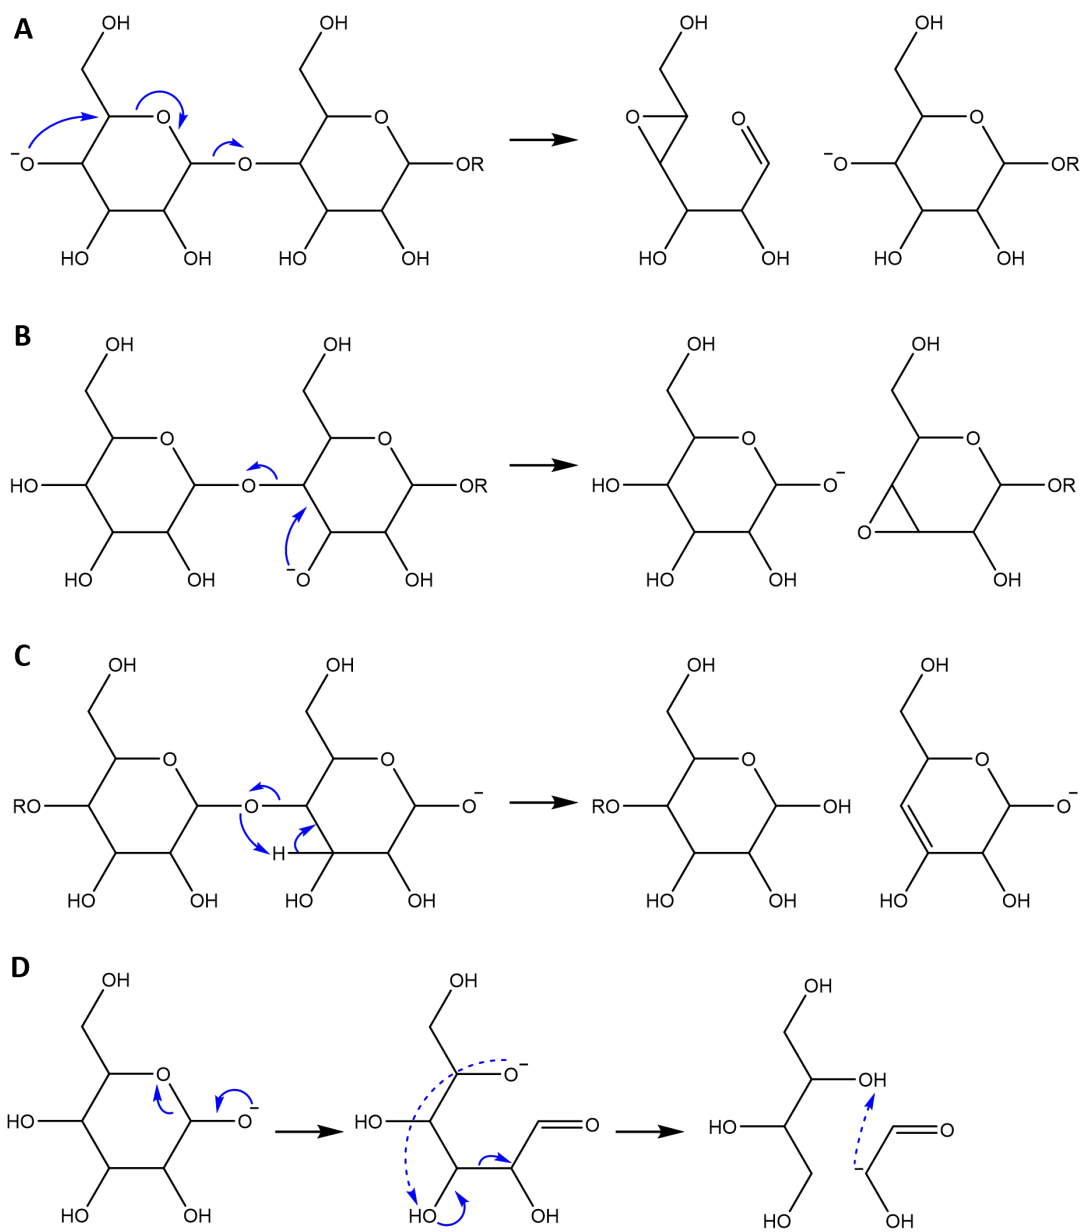 A
OH OH OH OH
O O O O O
⁻O O OR ⁻O OR
HO OH HO OH HO OH HO OH
B
OH OH OH OH
O O O O
HO O OR HO O⁻ OR
O
HO OH ⁻O OH HO OH OH
C
OH OH OH OH
O O O O
RO O O⁻ RO OH O⁻
H
HO OH HO OH HO OH HO OH
D
OH OH OH
O O⁻ OH
HO O⁻ HO O HO ⁻ O
HO OH HO OH HO OH